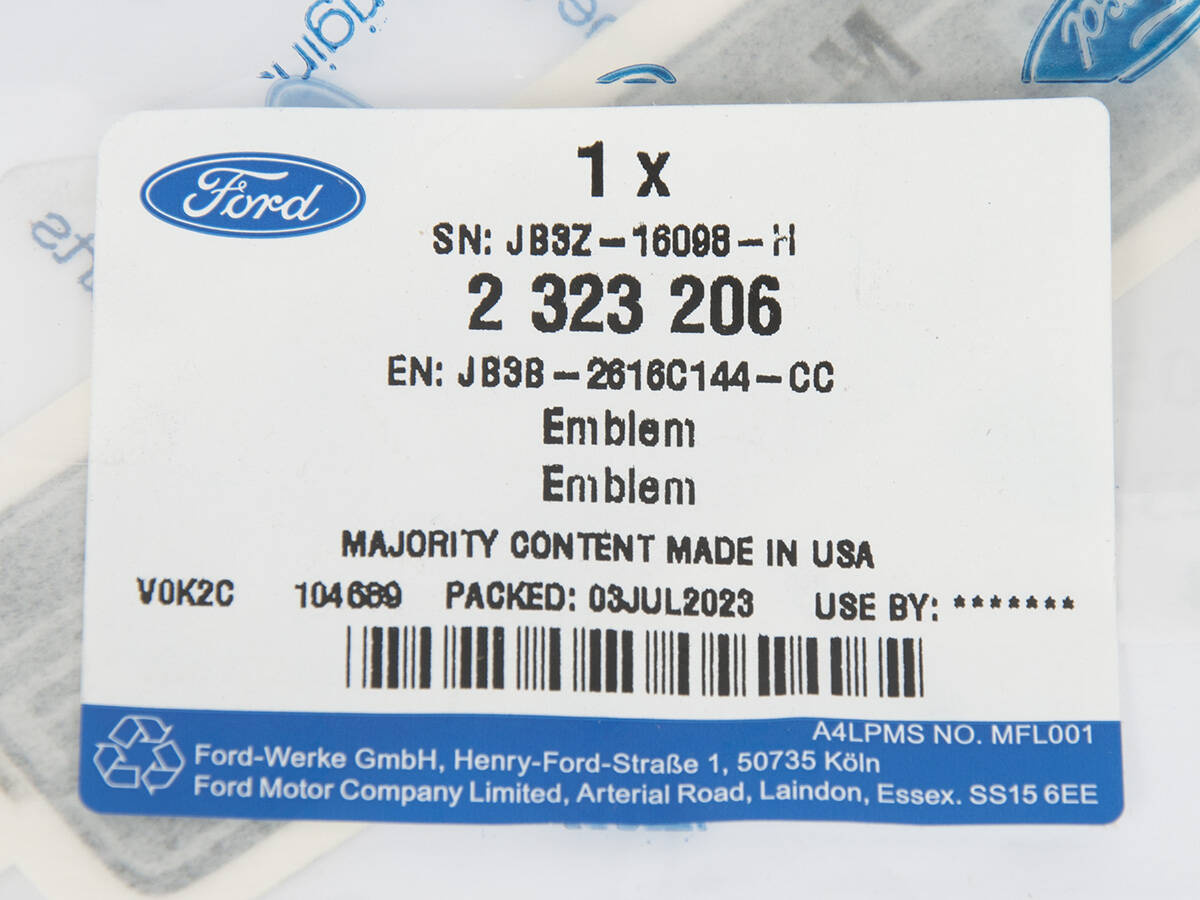 Ford
1 x
SN: JB3Z-16098-H
2 323 206
EN: JB3B-2616C144-CC
Emblem
Emblem
MAJORITY CONTENT MADE IN USA
V0K2C 104689 PACKED: 03JUL2023 USE BY: *******
A4LPMS NO. MFL001
Ford-Werke GmbH, Henry-Ford-Straße 1, 50735 Köln
Ford Motor Company Limited, Arterial Road, Laindon, Essex. SS15 6EE